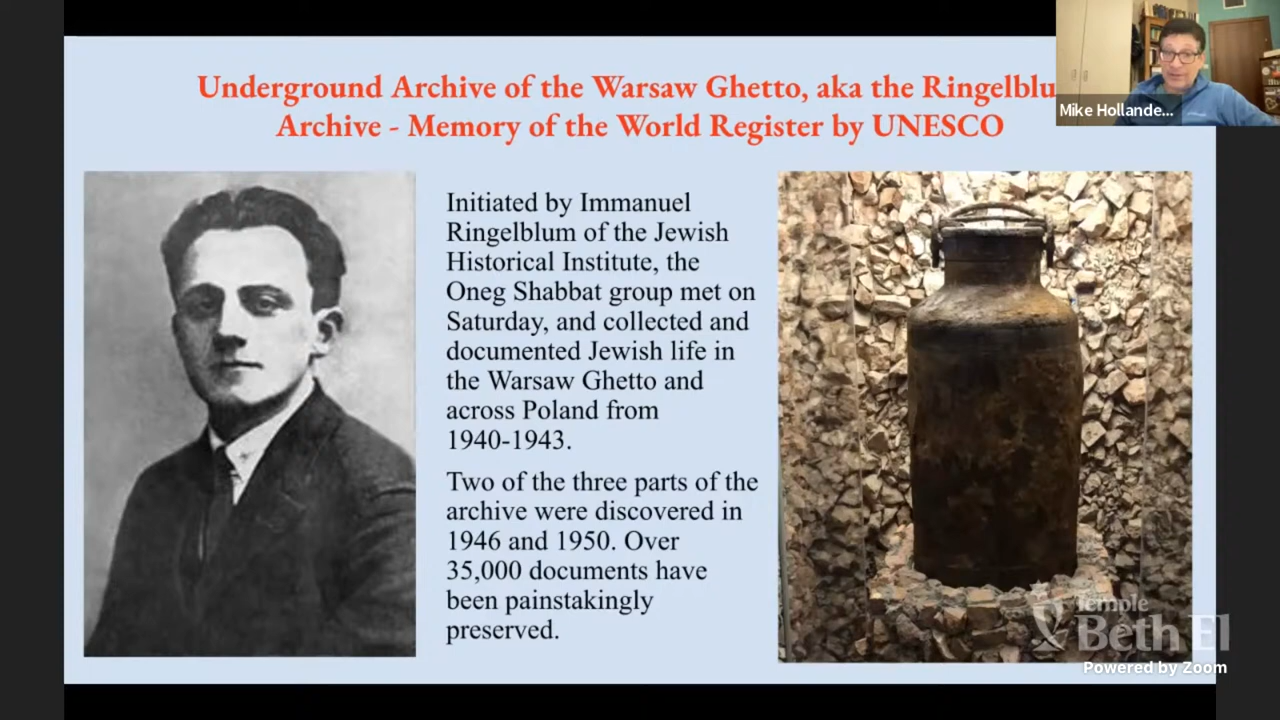 Underground Archive of the Warsaw Ghetto, aka the Ringelblu
Archive - Memory of the World Register by UNESCO
Mike Hollande...
Initiated by Immanuel
Ringelblum of the Jewish
Historical Institute, the
Oneg Shabbat group met on
Saturday, and collected and
documented Jewish life in
the Warsaw Ghetto and
across Poland from
1940-1943.
Two of the three parts of the
archive were discovered in
1946 and 1950. Over
35,000 documents have
been painstakingly
preserved.
Temple
Beth El
Powered by Zoom